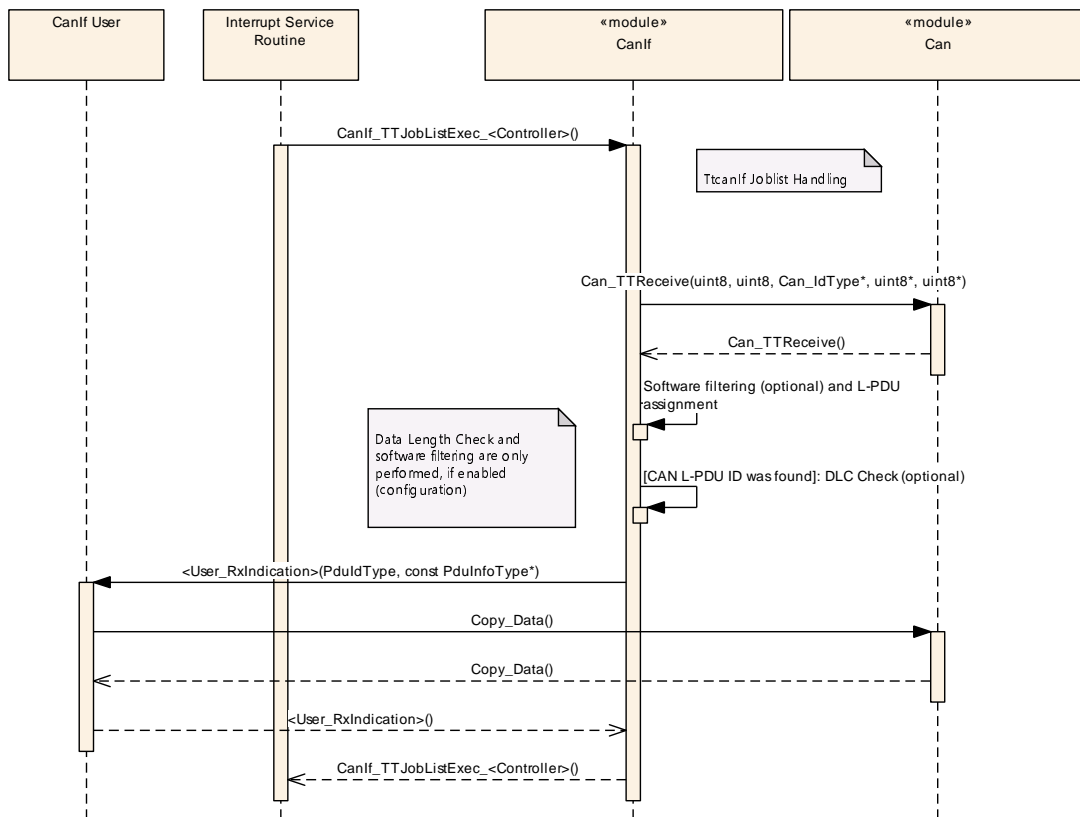 CanIf User
Interrupt Service
Routine
«module»
CanIf
«module»
Can
CanIf_TTJobListExec_<Controller>()
TtcanIf Joblist Handling
Can_TTReceive(uint8, uint8, Can_IdType*, uint8*, uint8*)
Can_TTReceive()
Software filtering (optional) and L-PDU
assignment
Data Length Check and
software filtering are only
performed, if enabled
(configuration)
[CAN L-PDU ID was found]: DLC Check (optional)
<User_RxIndication>(PduIdType, const PduInfoType*)
Copy_Data()
Copy_Data()
<User_RxIndication>()
CanIf_TTJobListExec_<Controller>()